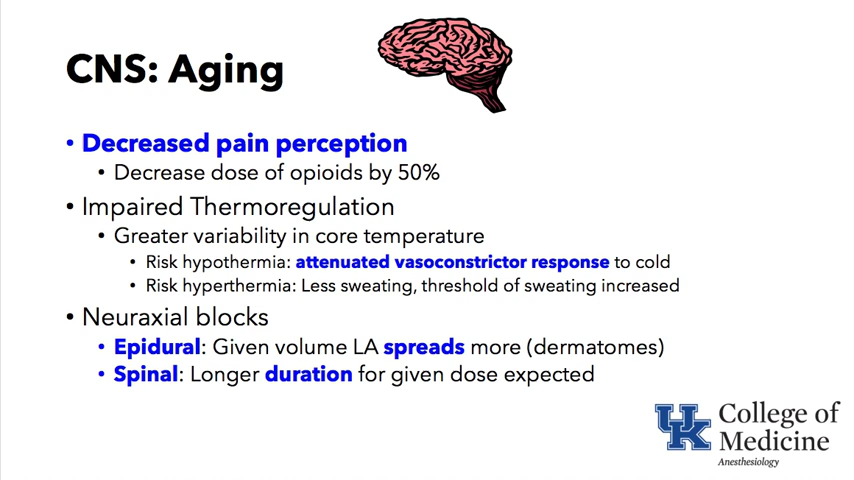 CNS: Aging
• Decreased pain perception
• Decrease dose of opioids by 50%
• Impaired Thermoregulation
• Greater variability in core temperature
• Risk hypothermia: attenuated vasoconstrictor response to cold
• Risk hyperthermia: Less sweating, threshold of sweating increased
• Neuraxial blocks
• Epidural: Given volume LA spreads more (dermatomes)
• Spinal: Longer duration for given dose expected
UK College of
Medicine
Anesthesiology